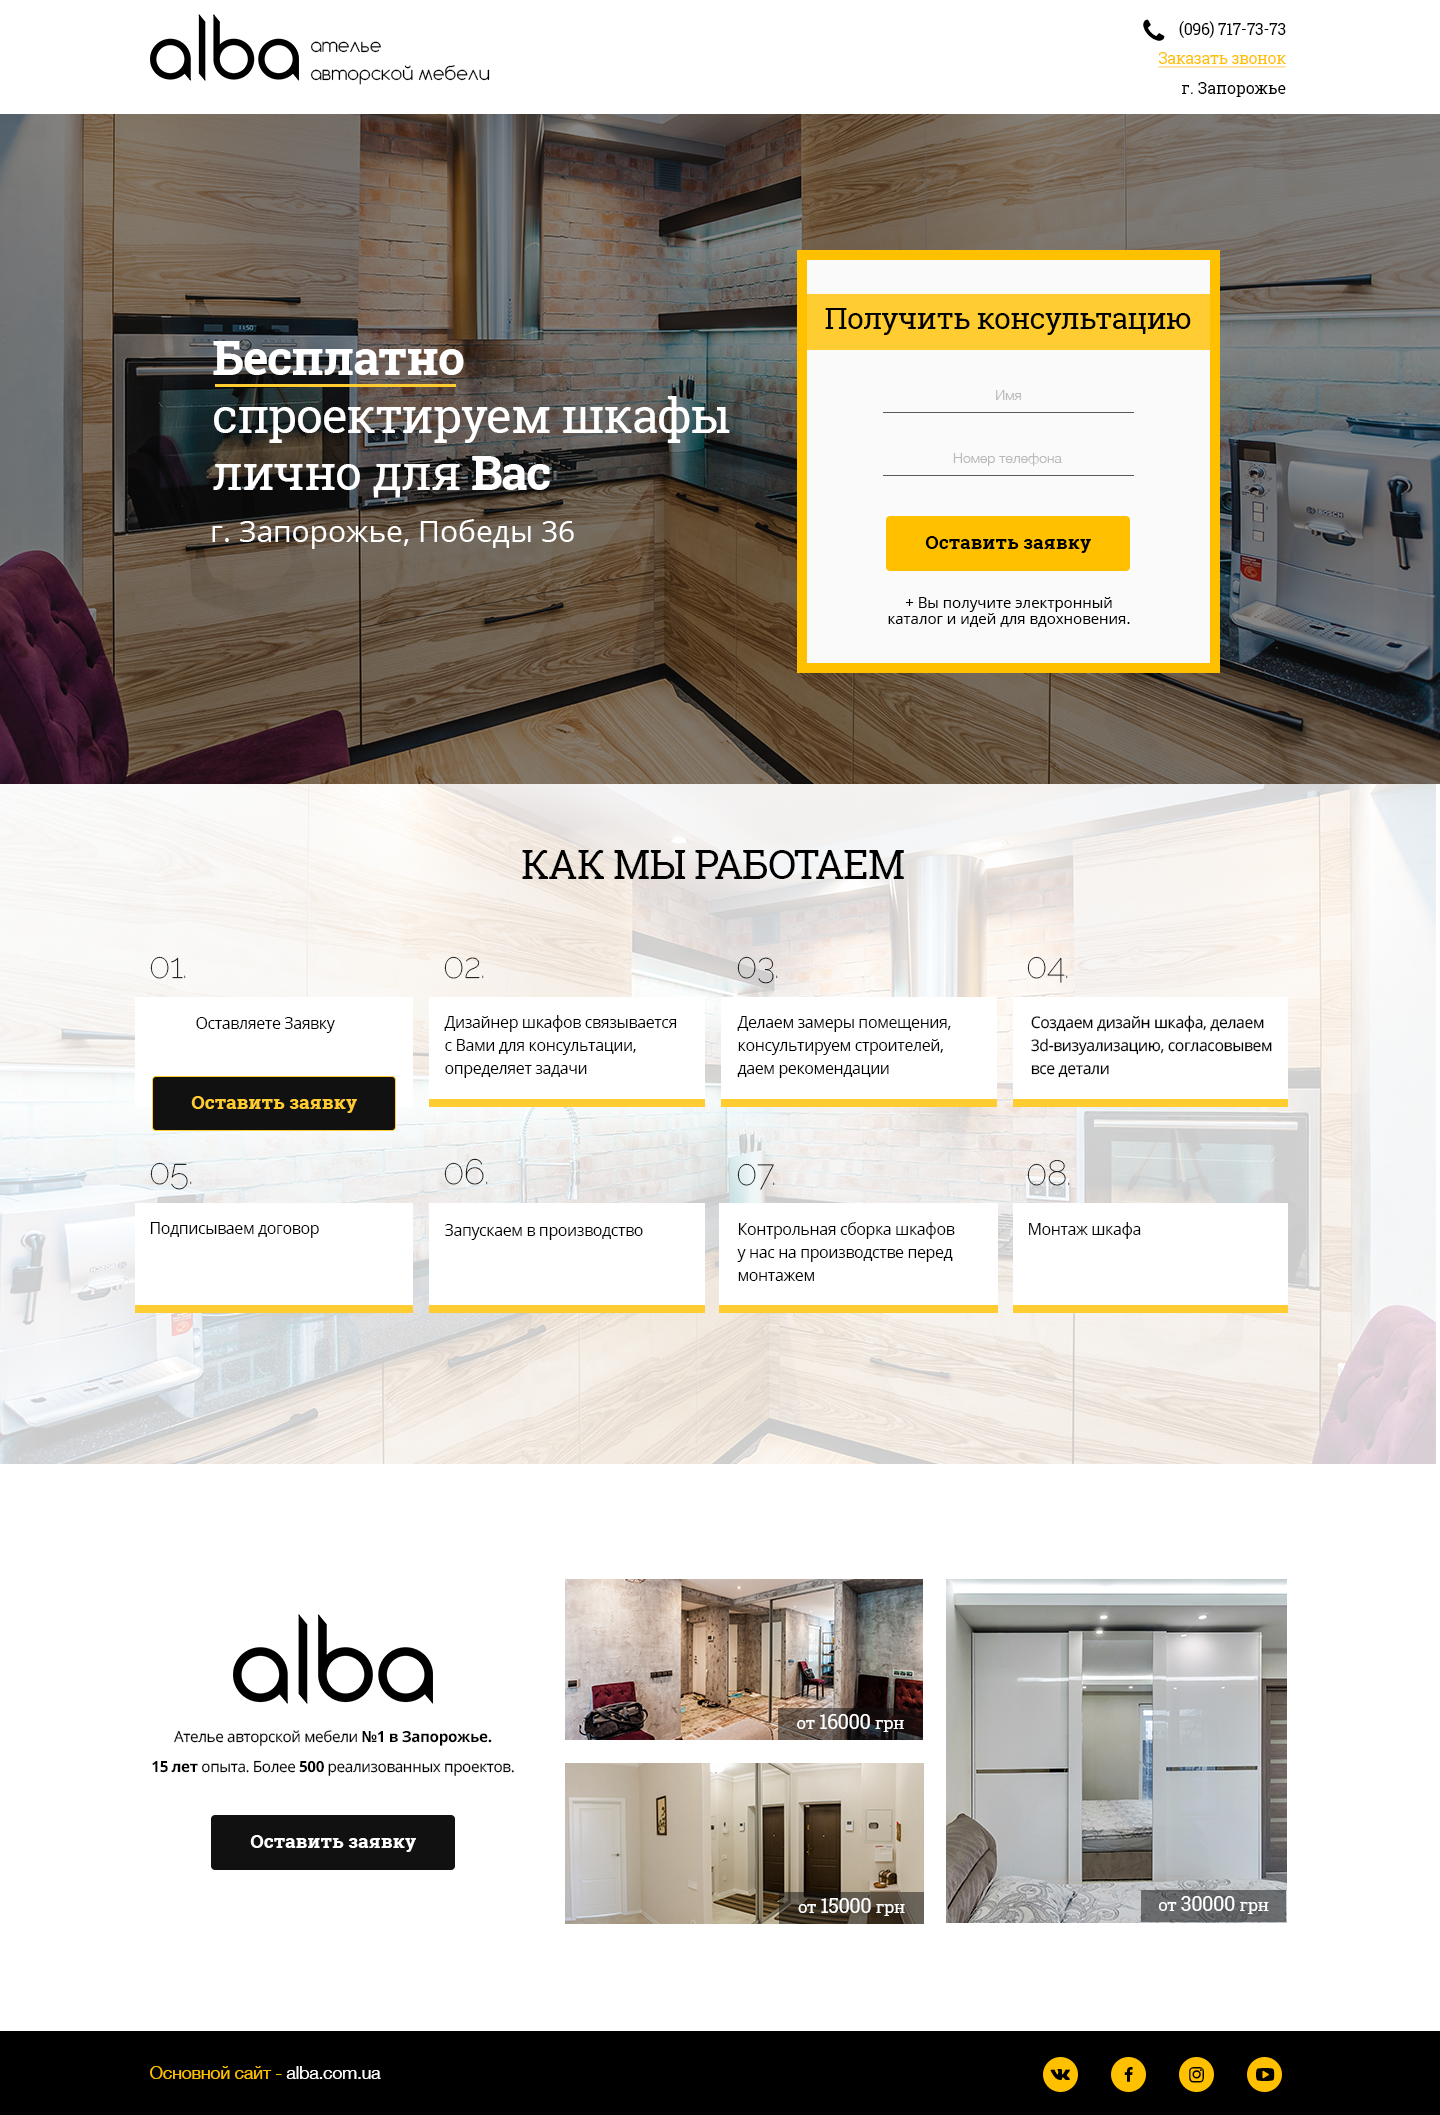 alba ателье
авторской мебели
(096) 717-73-73
Заказать звонок
г. Запорожье
Бесплатно
спроектируем шкафы
лично для Вас
г. Запорожье, Победы 36
Получить консультацию
Имя
Номер телефона
Оставить заявку
+ Вы получите электронный
каталог и идей для вдохновения.
BOSCH
КАК МЫ РАБОТАЕМ
01.
Оставляете Заявку
Оставить заявку
02.
Дизайнер шкафов связывается
с Вами для консультации,
определяет задачи
03.
Делаем замеры помещения,
консультируем строителей,
даем рекомендации
04.
Создаем дизайн шкафа, делаем
3d-визуализацию, согласовывем
все детали
05.
Подписываем договор
06.
Запускаем в производство
07.
Контрольная сборка шкафов
у нас на производстве перед
монтажем
08.
Монтаж шкафа
alba
Ателье авторской мебели №1 в Запорожье.
15 лет опыта. Более 500 реализованных проектов.
Оставить заявку
от 16000 грн
от 15000 грн
от 30000 грн
Основной сайт - alba.com.ua